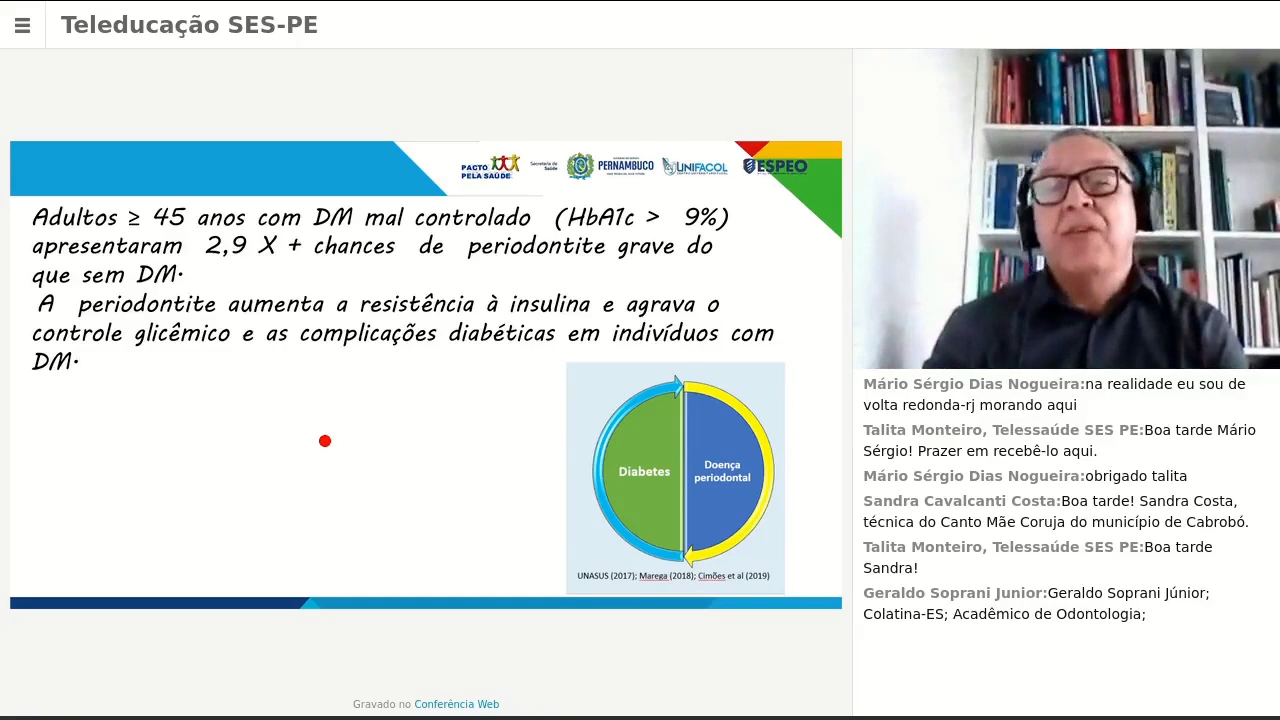 Teleducação SES-PE
PACTO
PELA SAÚDE
Secretaria de
Saúde
PERNAMBUCO
UNIFACOL
ESPEO
Adultos ≥ 45 anos com DM mal controlado (HbA1c > 9%)
apresentaram 2,9 X + chances de periodontite grave do
que sem DM.
A periodontite aumenta a resistência à insulina e agrava o
controle glicêmico e as complicações diabéticas em indivíduos com
DM.
Diabetes
Doença
periodontal
UNASUS (2017); Marega (2018); Cimões et al (2019)
Mário Sérgio Dias Nogueira:na realidade eu sou de
volta redonda-rj morando aqui
Talita Monteiro, Telessaúde SES PE:Boa tarde Mário
Sérgio! Prazer em recebê-lo aqui.
Mário Sérgio Dias Nogueira:obrigado talita
Sandra Cavalcanti Costa:Boa tarde! Sandra Costa,
técnica do Canto Mãe Coruja do município de Cabrobó.
Talita Monteiro, Telessaúde SES PE:Boa tarde
Sandra!
Geraldo Soprani Junior:Geraldo Soprani Júnior;
Colatina-ES; Acadêmico de Odontologia;
Gravado no Conferência Web